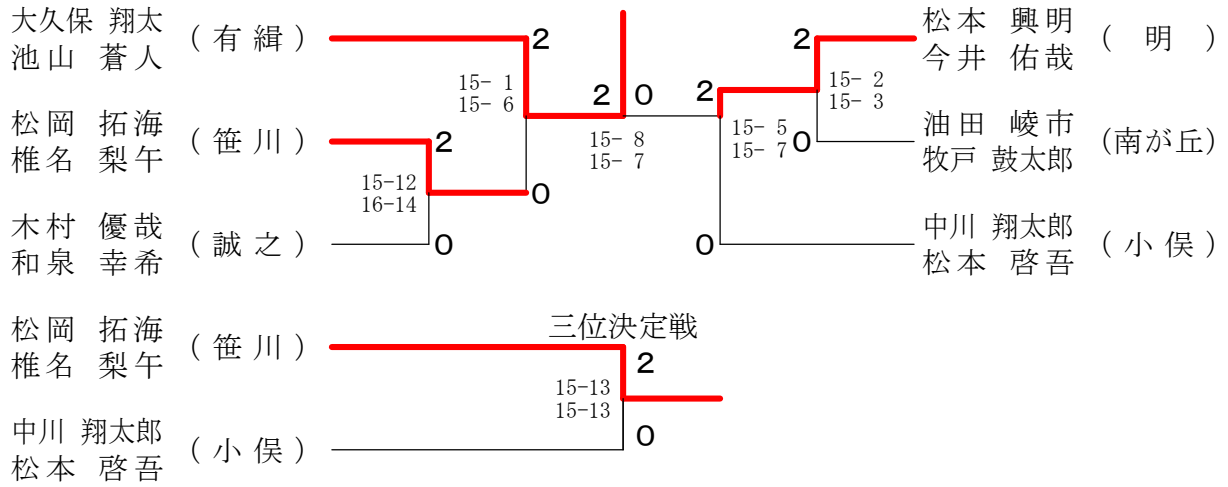 大久保 翔太
池山 蒼人
(有緝)
2
15- 1
15- 6
松岡 拓海
椎名 梨午
(笹川)
2
15-12
16-14
0
木村 優哉
和泉 幸希
(誠之)
0
2 0
15- 8
15- 7
松本 興明
今井 佑哉
( 明 )
2
15- 2
15- 3
油田 崚市
牧戸 鼓太郎
(南が丘)
0
2
15- 5
15- 7
中川 翔太郎
松本 啓吾
(小俣)
0
三位決定戦
松岡 拓海
椎名 梨午
(笹川)
2
15-13
15-13
中川 翔太郎
松本 啓吾
(小俣)
0